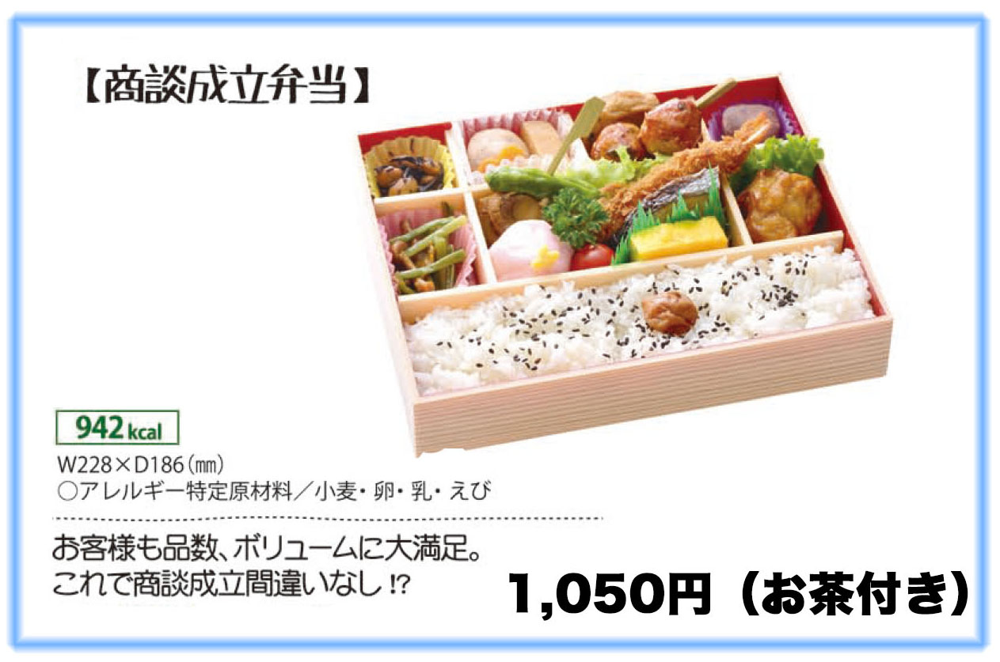 【商談成立弁当】
942kcal
W228×D186(㎜)
○アレルギー特定原材料／小麦・卵・乳・えび
お客様も品数、ボリュームに大満足。
これで商談成立間違いなし!?
1,050円（お茶付き）